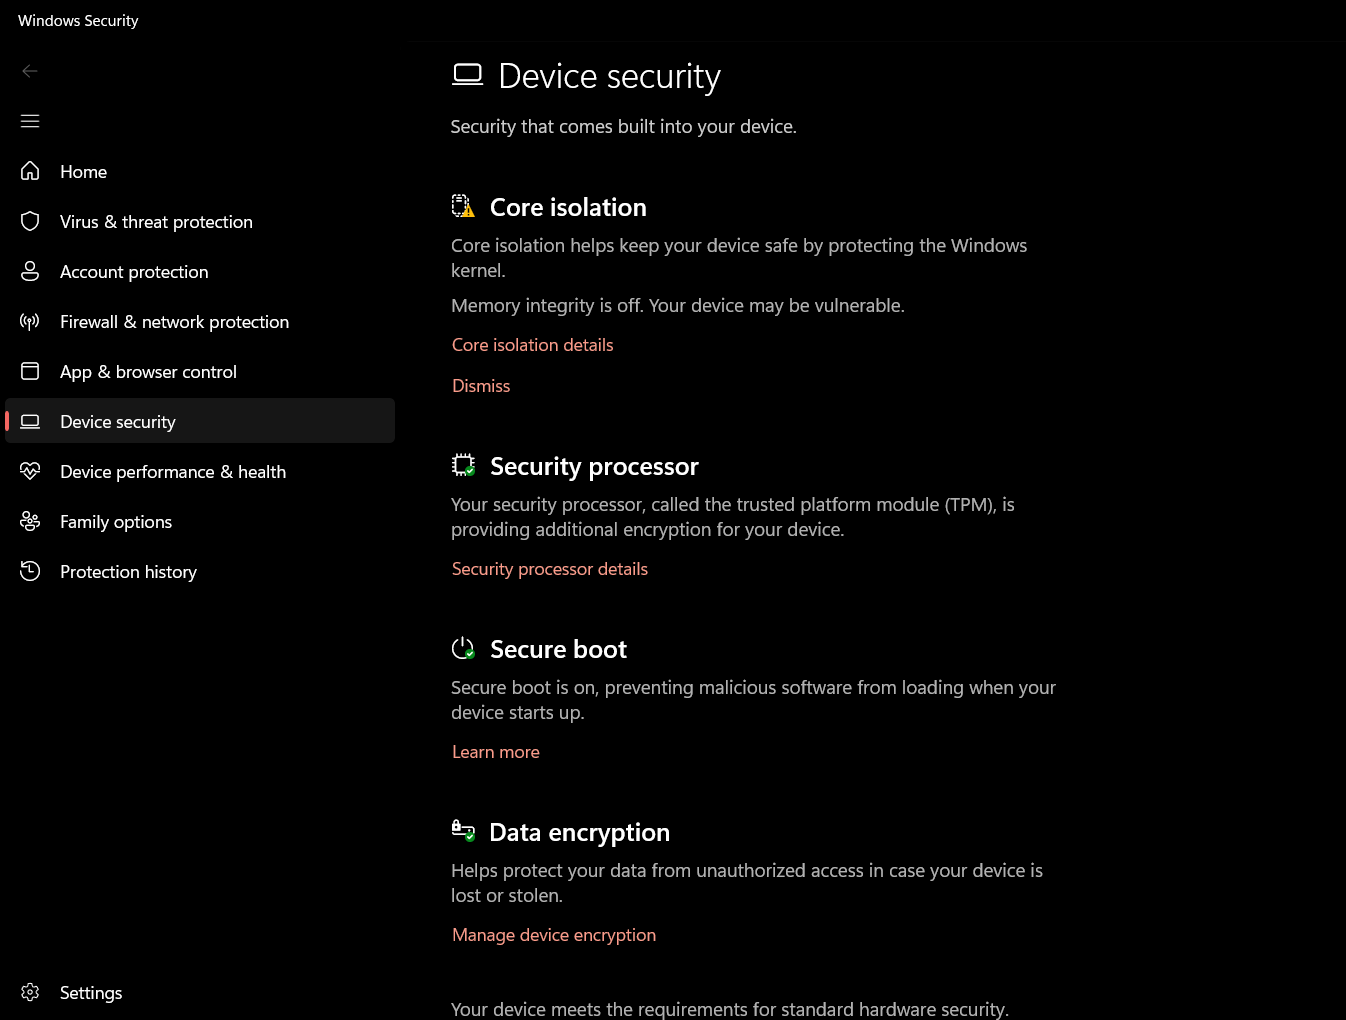 Windows Security
Home
Virus & threat protection
Account protection
Firewall & network protection
App & browser control
Device security
Device performance & health
Family options
Protection history
Settings
Device security
Security that comes built into your device.
Core isolation
Core isolation helps keep your device safe by protecting the Windows
kernel.
Memory integrity is off. Your device may be vulnerable.
Core isolation details
Dismiss
Security processor
Your security processor, called the trusted platform module (TPM), is
providing additional encryption for your device.
Security processor details
Secure boot
Secure boot is on, preventing malicious software from loading when your
device starts up.
Learn more
Data encryption
Helps protect your data from unauthorized access in case your device is
lost or stolen.
Manage device encryption
Your device meets the requirements for standard hardware security.